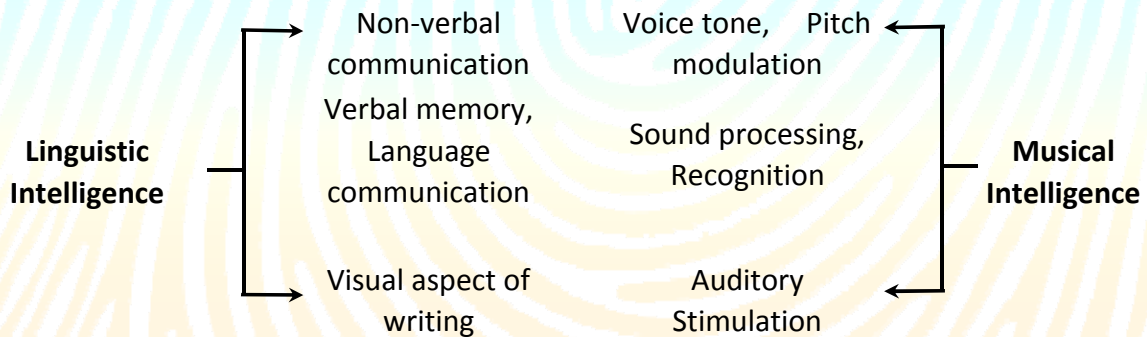 Non-verbal
communication
Verbal memory,
Language
communication
Visual aspect of
writing
Linguistic
Intelligence
Voice tone, Pitch
modulation
Sound processing,
Recognition
Auditory
Stimulation
Musical
Intelligence